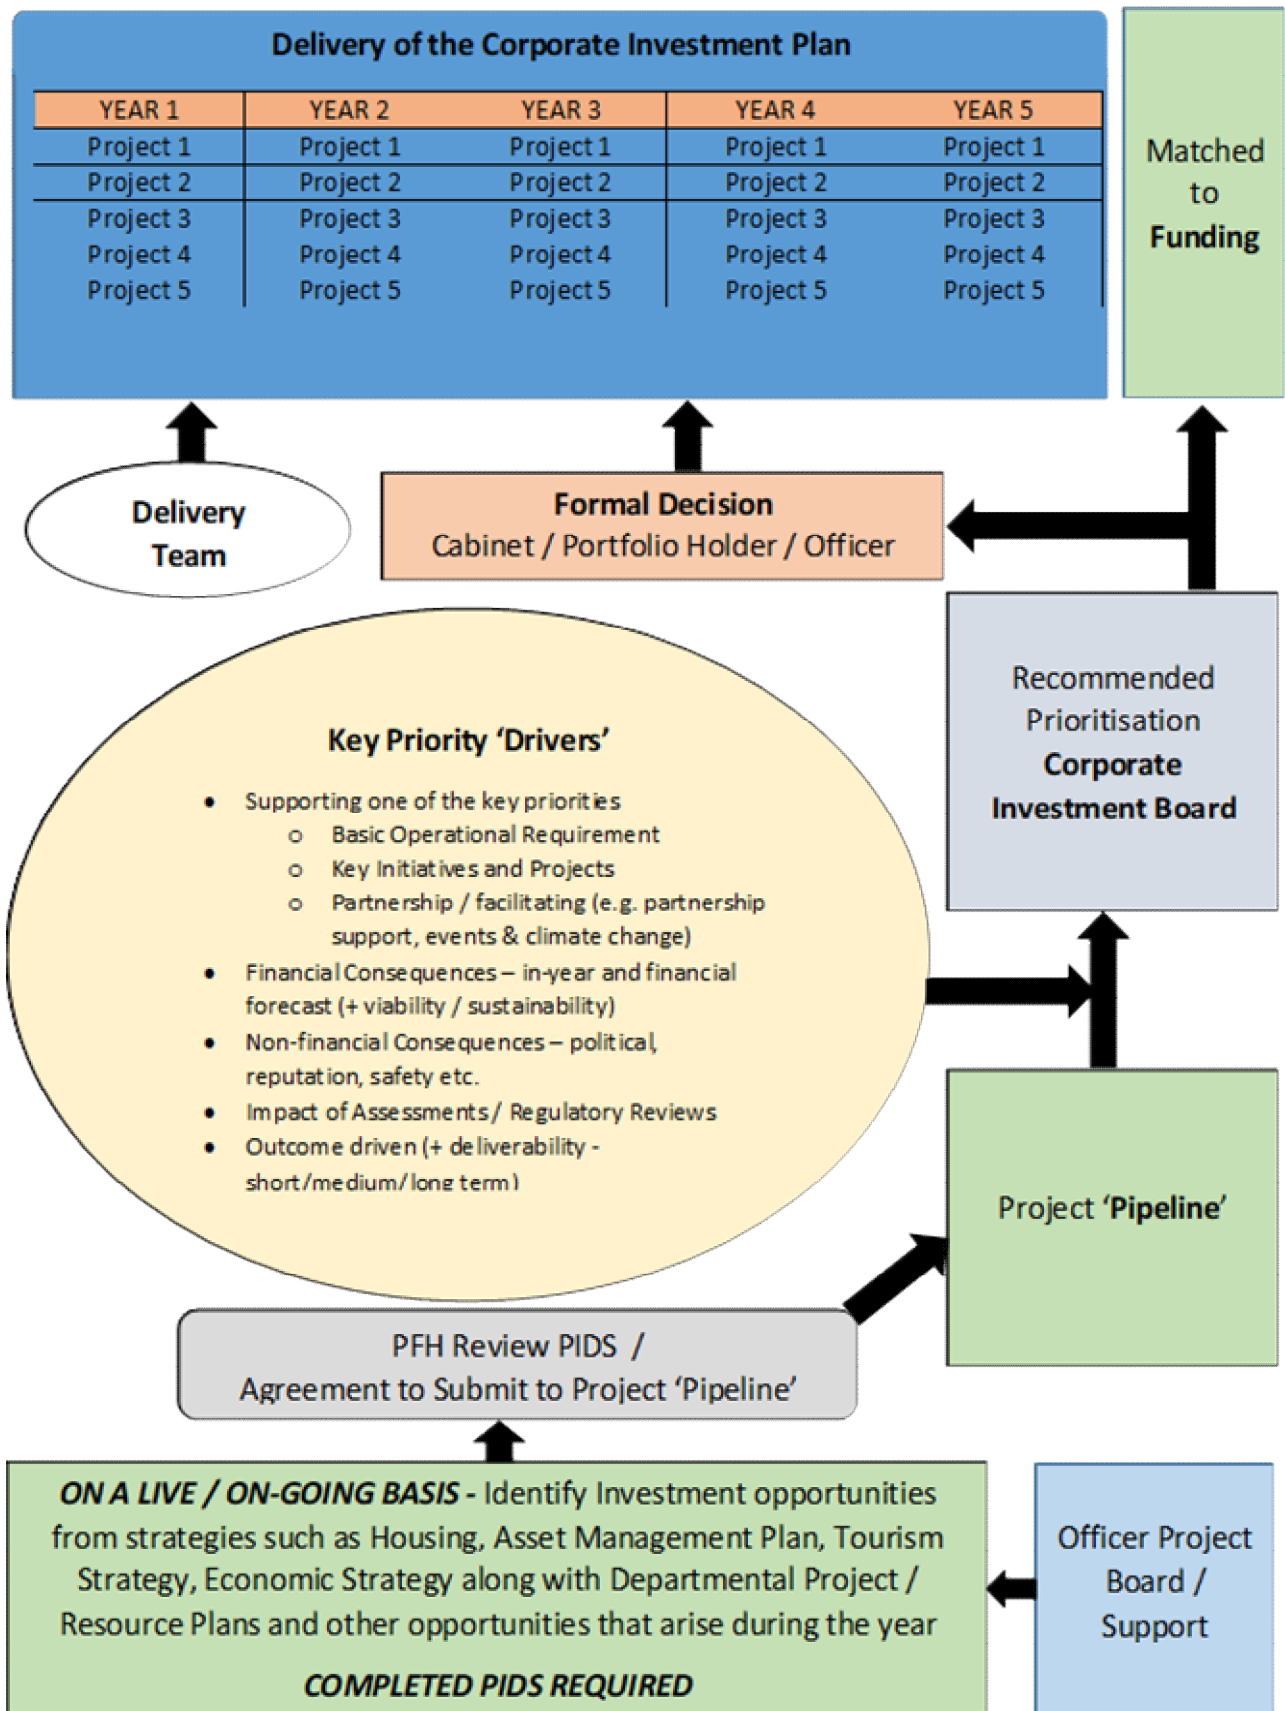 Delivery of the Corporate Investment Plan
YEAR 1 YEAR 2 YEAR 3 YEAR 4 YEAR 5
Project 1 Project 1 Project 1 Project 1 Project 1
Project 2 Project 2 Project 2 Project 2 Project 2
Project 3 Project 3 Project 3 Project 3 Project 3
Project 4 Project 4 Project 4 Project 4 Project 4
Project 5 Project 5 Project 5 Project 5 Project 5
Matched
to
Funding
Delivery
Team
Formal Decision
Cabinet / Portfolio Holder / Officer
Recommended
Prioritisation
Corporate
Investment Board
Key Priority ‘Drivers’
• Supporting one of the key priorities
o Basic Operational Requirement
o Key Initiatives and Projects
o Partnership / facilitating (e.g. partnership
support, events & climate change)
• Financial Consequences – in-year and financial
forecast (+ viability / sustainability)
• Non-financial Consequences – political,
reputation, safety etc.
• Impact of Assessments / Regulatory Reviews
• Outcome driven (+ deliverability -
short/medium/long term)
Project ‘Pipeline’
PFH Review PIDS /
Agreement to Submit to Project ‘Pipeline’
ON A LIVE / ON-GOING BASIS - Identify Investment opportunities
from strategies such as Housing, Asset Management Plan, Tourism
Strategy, Economic Strategy along with Departmental Project /
Resource Plans and other opportunities that arise during the year
COMPLETED PIDS REQUIRED
Officer Project
Board /
Support